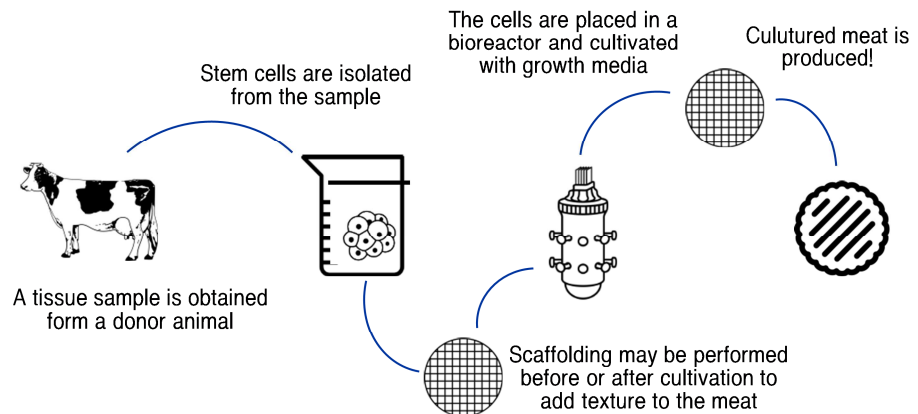 A tissue sample is obtained
form a donor animal
Stem cells are isolated
from the sample
Scaffolding may be performed
before or after cultivation to
add texture to the meat
The cells are placed in a
bioreactor and cultivated
with growth media
Culutured meat is
produced!